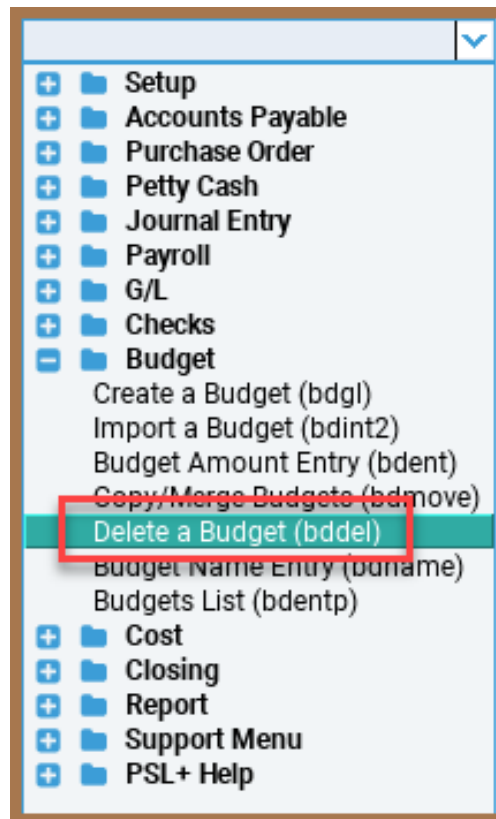 Setup
Accounts Payable
Purchase Order
Petty Cash
Journal Entry
Payroll
G/L
Checks
Budget
Create a Budget (bdgl)
Import a Budget (bdint2)
Budget Amount Entry (bdent)
Copy/Merge Budgets (bdmove)
Delete a Budget (bddel)
Budget Name Entry (bdname)
Budgets List (bdentp)
Cost
Closing
Report
Support Menu
PSL+ Help